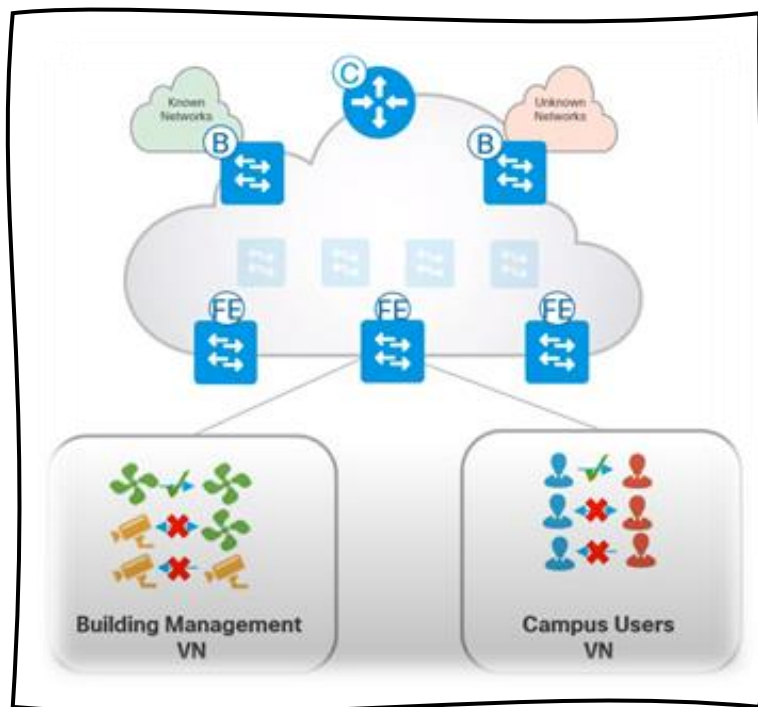 C
Known
Networks
Unknown
Networks
B
B
FE
FE
FE
Building Management
VN
Campus Users
VN